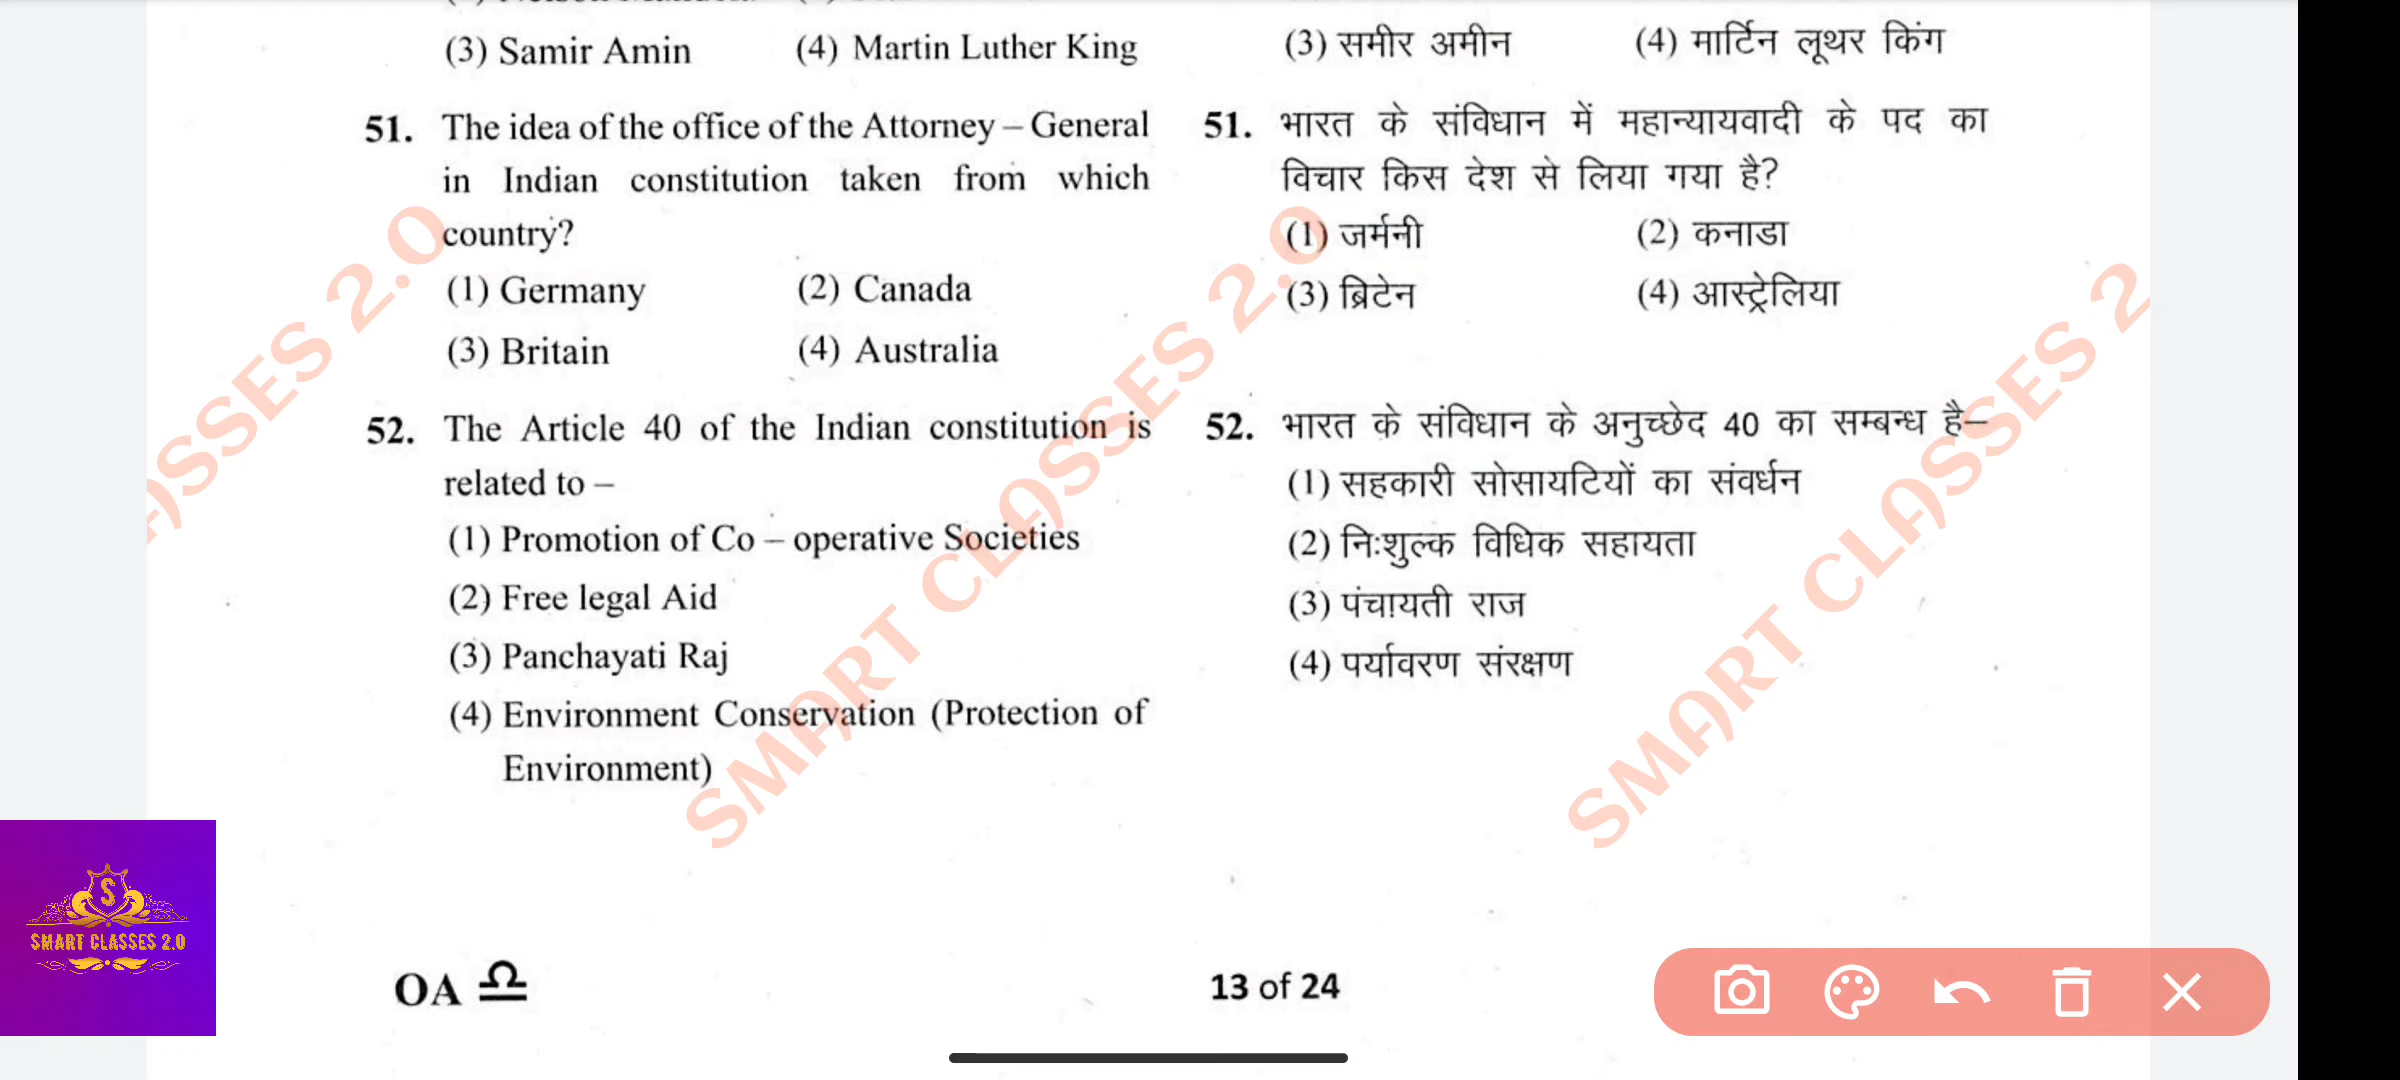 (3) Samir Amin (4) Martin Luther King
51. The idea of the office of the Attorney – General
in Indian constitution taken from which
country?
(1) Germany (2) Canada
(3) Britain (4) Australia
52. The Article 40 of the Indian constitution is
related to –
(1) Promotion of Co – operative Societies
(2) Free legal Aid
(3) Panchayati Raj
(4) Environment Conservation (Protection of
Environment)
(3) समीर अमीन (4) मार्टिन लूथर किंग
51. भारत के संविधान में महान्यायवादी के पद का
विचार किस देश से लिया गया है?
(1) जर्मनी (2) कनाडा
(3) ब्रिटेन (4) आस्ट्रेलिया
52. भारत के संविधान के अनुच्छेद 40 का सम्बन्ध है–
(1) सहकारी सोसायटियों का संवर्धन
(2) निःशुल्क विधिक सहायता
(3) पंचायती राज
(4) पर्यावरण संरक्षण
SMART CLASSES 2.0
SMART CLASSES 2
ASSES 2.0
S
SMART CLASSES 2.0
OA ♎ 13 of 24